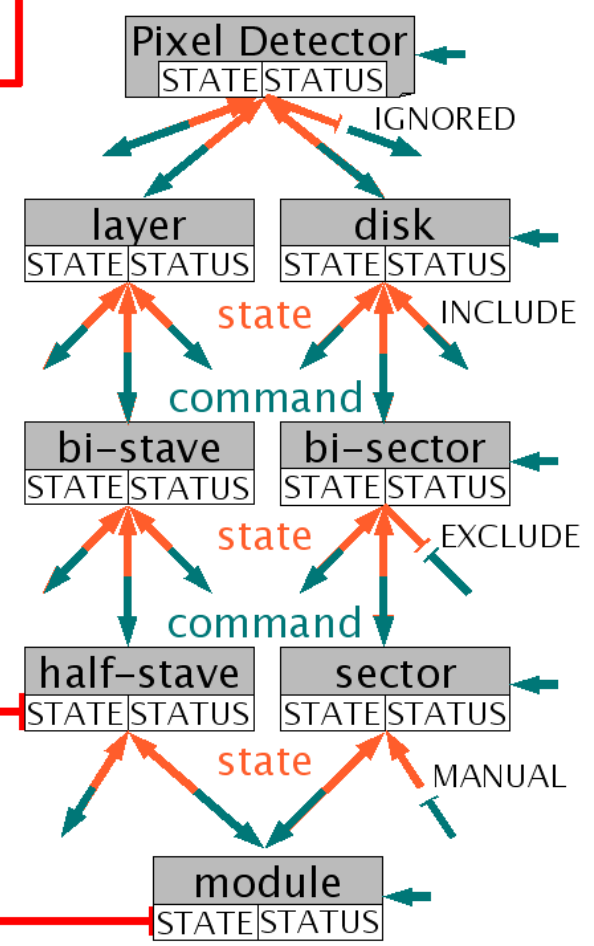 Pixel Detector
STATE STATUS
IGNORED
layer disk
STATE STATUS STATE STATUS
state INCLUDE
command
bi-stave bi-sector
STATE STATUS STATE STATUS
state EXCLUDE
command
half-stave sector
STATE STATUS STATE STATUS
state MANUAL
module
STATE STATUS